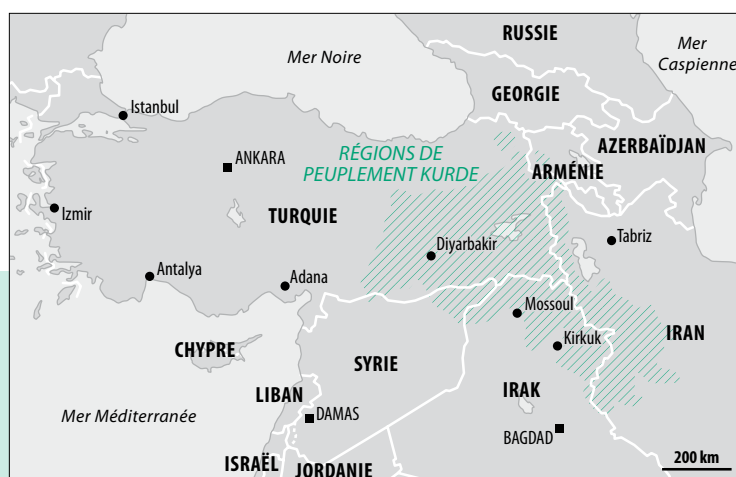 RUSSIE
Mer
Caspienne
Mer Noire
GEORGIE
Istanbul
AZERBAÏDJAN
ANKARA
RÉGIONS DE
PEUPLEMENT KURDE
ARMÉNIE
Izmir
TURQUIE
Diyarbakir
Tabriz
Antalya
Adana
Mossoul
Kirkuk
IRAN
CHYPRE
SYRIE
LIBAN
IRAK
Mer Méditerranée
DAMAS
BAGDAD
ISRAËL
JORDANIE
200 km